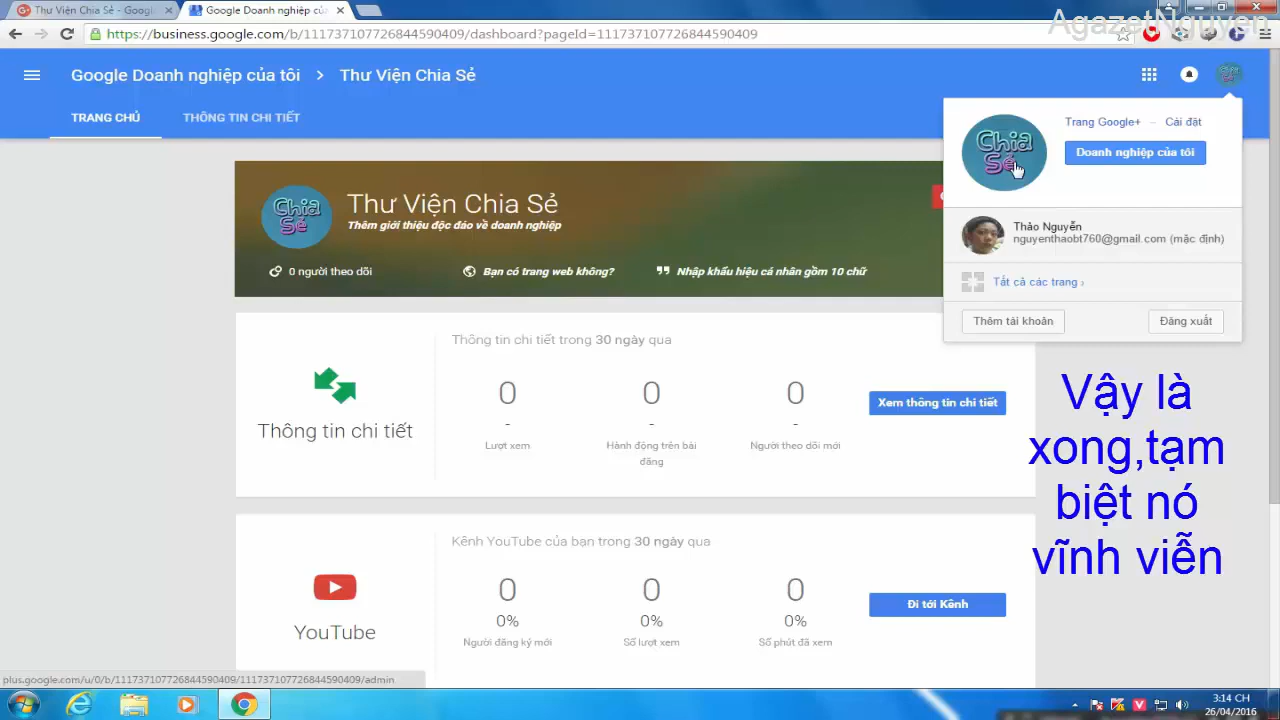 Thư Viện Chia Sẻ - Googl
Google Doanh nghiệp củ
AgazetNguyen
https://business.google.com/b/111737107726844590409/dashboard?pageId=111737107726844590409
Google Doanh nghiệp của tôi > Thư Viện Chia Sẻ
TRANG CHỦ THÔNG TIN CHI TIẾT
Trang Google+ – Cài đặt
Doanh nghiệp của tôi
Chia Sẻ
Thảo Nguyễn
nguyenthaobt760@gmail.com (mặc định)
Tất cả các trang ›
Thêm tài khoản Đăng xuất
Chia Sẻ
Thư Viện Chia Sẻ
Thêm giới thiệu độc đáo về doanh nghiệp
0 người theo dõi Bạn có trang web không? Nhập khẩu hiệu cá nhân gồm 10 chữ
Thông tin chi tiết
Thông tin chi tiết trong 30 ngày qua
0 0 0
- - -
Lượt xem Hành động trên bài đăng Người theo dõi mới
Xem thông tin chi tiết
YouTube
Kênh YouTube của bạn trong 30 ngày qua
0 0 0
0% 0% 0%
Người đăng ký mới Số lượt xem Số phút đã xem
Đi tới Kênh
Vậy là
xong,tạm
biệt nó
vĩnh viễn
plus.google.com/u/0/b/111737107726844590409/111737107726844590409/admin
3:14 CH
26/04/2016